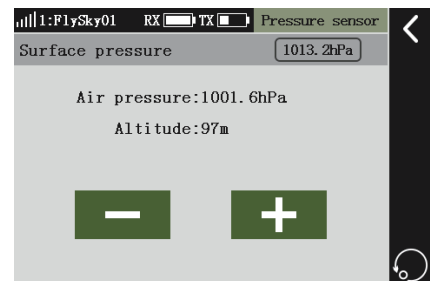 1:FlySky01 RX TX Pressure sensor
Surface pressure 1013.2hPa
Air pressure:1001.6hPa
Altitude:97m